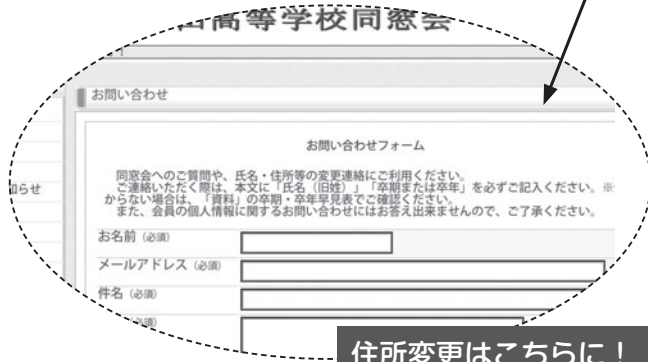 高等学校同窓会
お問い合わせ
お問い合わせフォーム
同窓会へのご質問や、氏名・住所等の変更連絡にご利用ください。
ご連絡いただく際は、本文に「氏名（旧姓）」「卒期または卒年」を必ずご記入ください。※
からない場合は、「資料」の卒期・卒年早見表でご確認ください。
また、会員の個人情報に関するお問い合わせにはお答え出来ませんので、ご了承ください。
らせ
お名前（必須）
メールアドレス（必須）
件名（必須）
住所変更はこちらに！